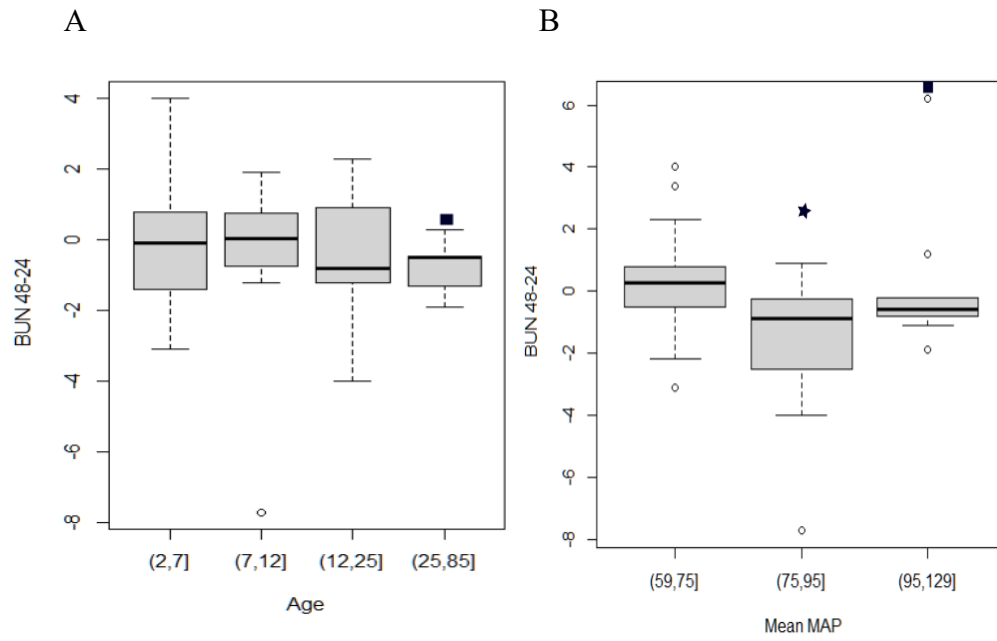 A
B
4
2
0
-2
-4
-6
-8
BUN 48-24
(2,7] (7,12] (12,25] (25,85]
Age
6
4
2
0
-2
-4
-6
-8
BUN 48-24
(59,75] (75,95] (95,129]
Mean MAP